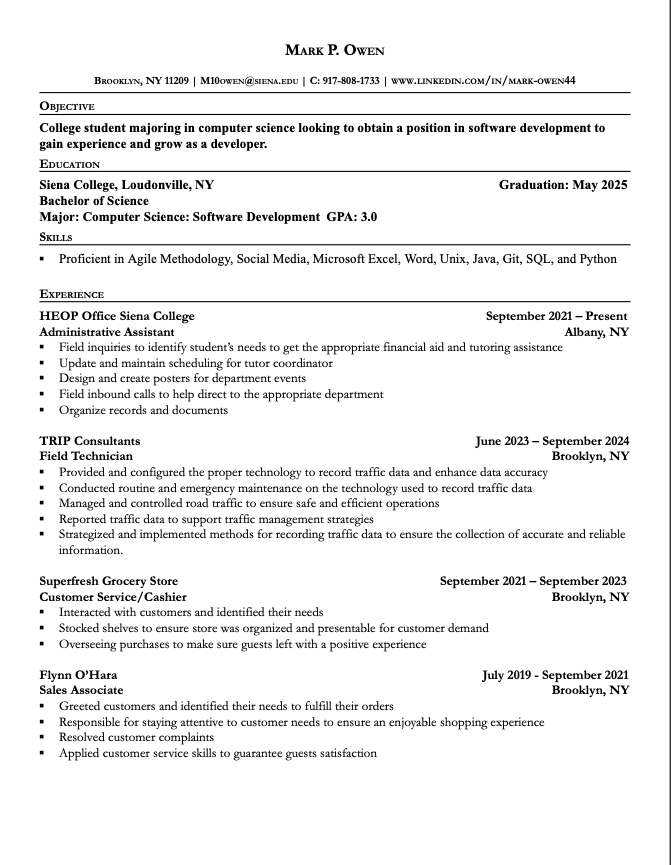 Mark P. Owen
Brooklyn, NY 11209 | M10owen@siena.edu | C: 917-808-1733 | www.linkedin.com/in/mark-owen44
Objective
College student majoring in computer science looking to obtain a position in software development to
gain experience and grow as a developer.
Education
Siena College, Loudonville, NY Graduation: May 2025
Bachelor of Science
Major: Computer Science: Software Development GPA: 3.0
Skills
▪ Proficient in Agile Methodology, Social Media, Microsoft Excel, Word, Unix, Java, Git, SQL, and Python
Experience
HEOP Office Siena College September 2021 – Present
Administrative Assistant Albany, NY
▪ Field inquiries to identify student’s needs to get the appropriate financial aid and tutoring assistance
▪ Update and maintain scheduling for tutor coordinator
▪ Design and create posters for department events
▪ Field inbound calls to help direct to the appropriate department
▪ Organize records and documents
TRIP Consultants June 2023 – September 2024
Field Technician Brooklyn, NY
▪ Provided and configured the proper technology to record traffic data and enhance data accuracy
▪ Conducted routine and emergency maintenance on the technology used to record traffic data
▪ Managed and controlled road traffic to ensure safe and efficient operations
▪ Reported traffic data to support traffic management strategies
▪ Strategized and implemented methods for recording traffic data to ensure the collection of accurate and reliable
information.
Superfresh Grocery Store September 2021 – September 2023
Customer Service/Cashier Brooklyn, NY
▪ Interacted with customers and identified their needs
▪ Stocked shelves to ensure store was organized and presentable for customer demand
▪ Overseeing purchases to make sure guests left with a positive experience
Flynn O’Hara July 2019 - September 2021
Sales Associate Brooklyn, NY
▪ Greeted customers and identified their needs to fulfill their orders
▪ Responsible for staying attentive to customer needs to ensure an enjoyable shopping experience
▪ Resolved customer complaints
▪ Applied customer service skills to guarantee guests satisfaction